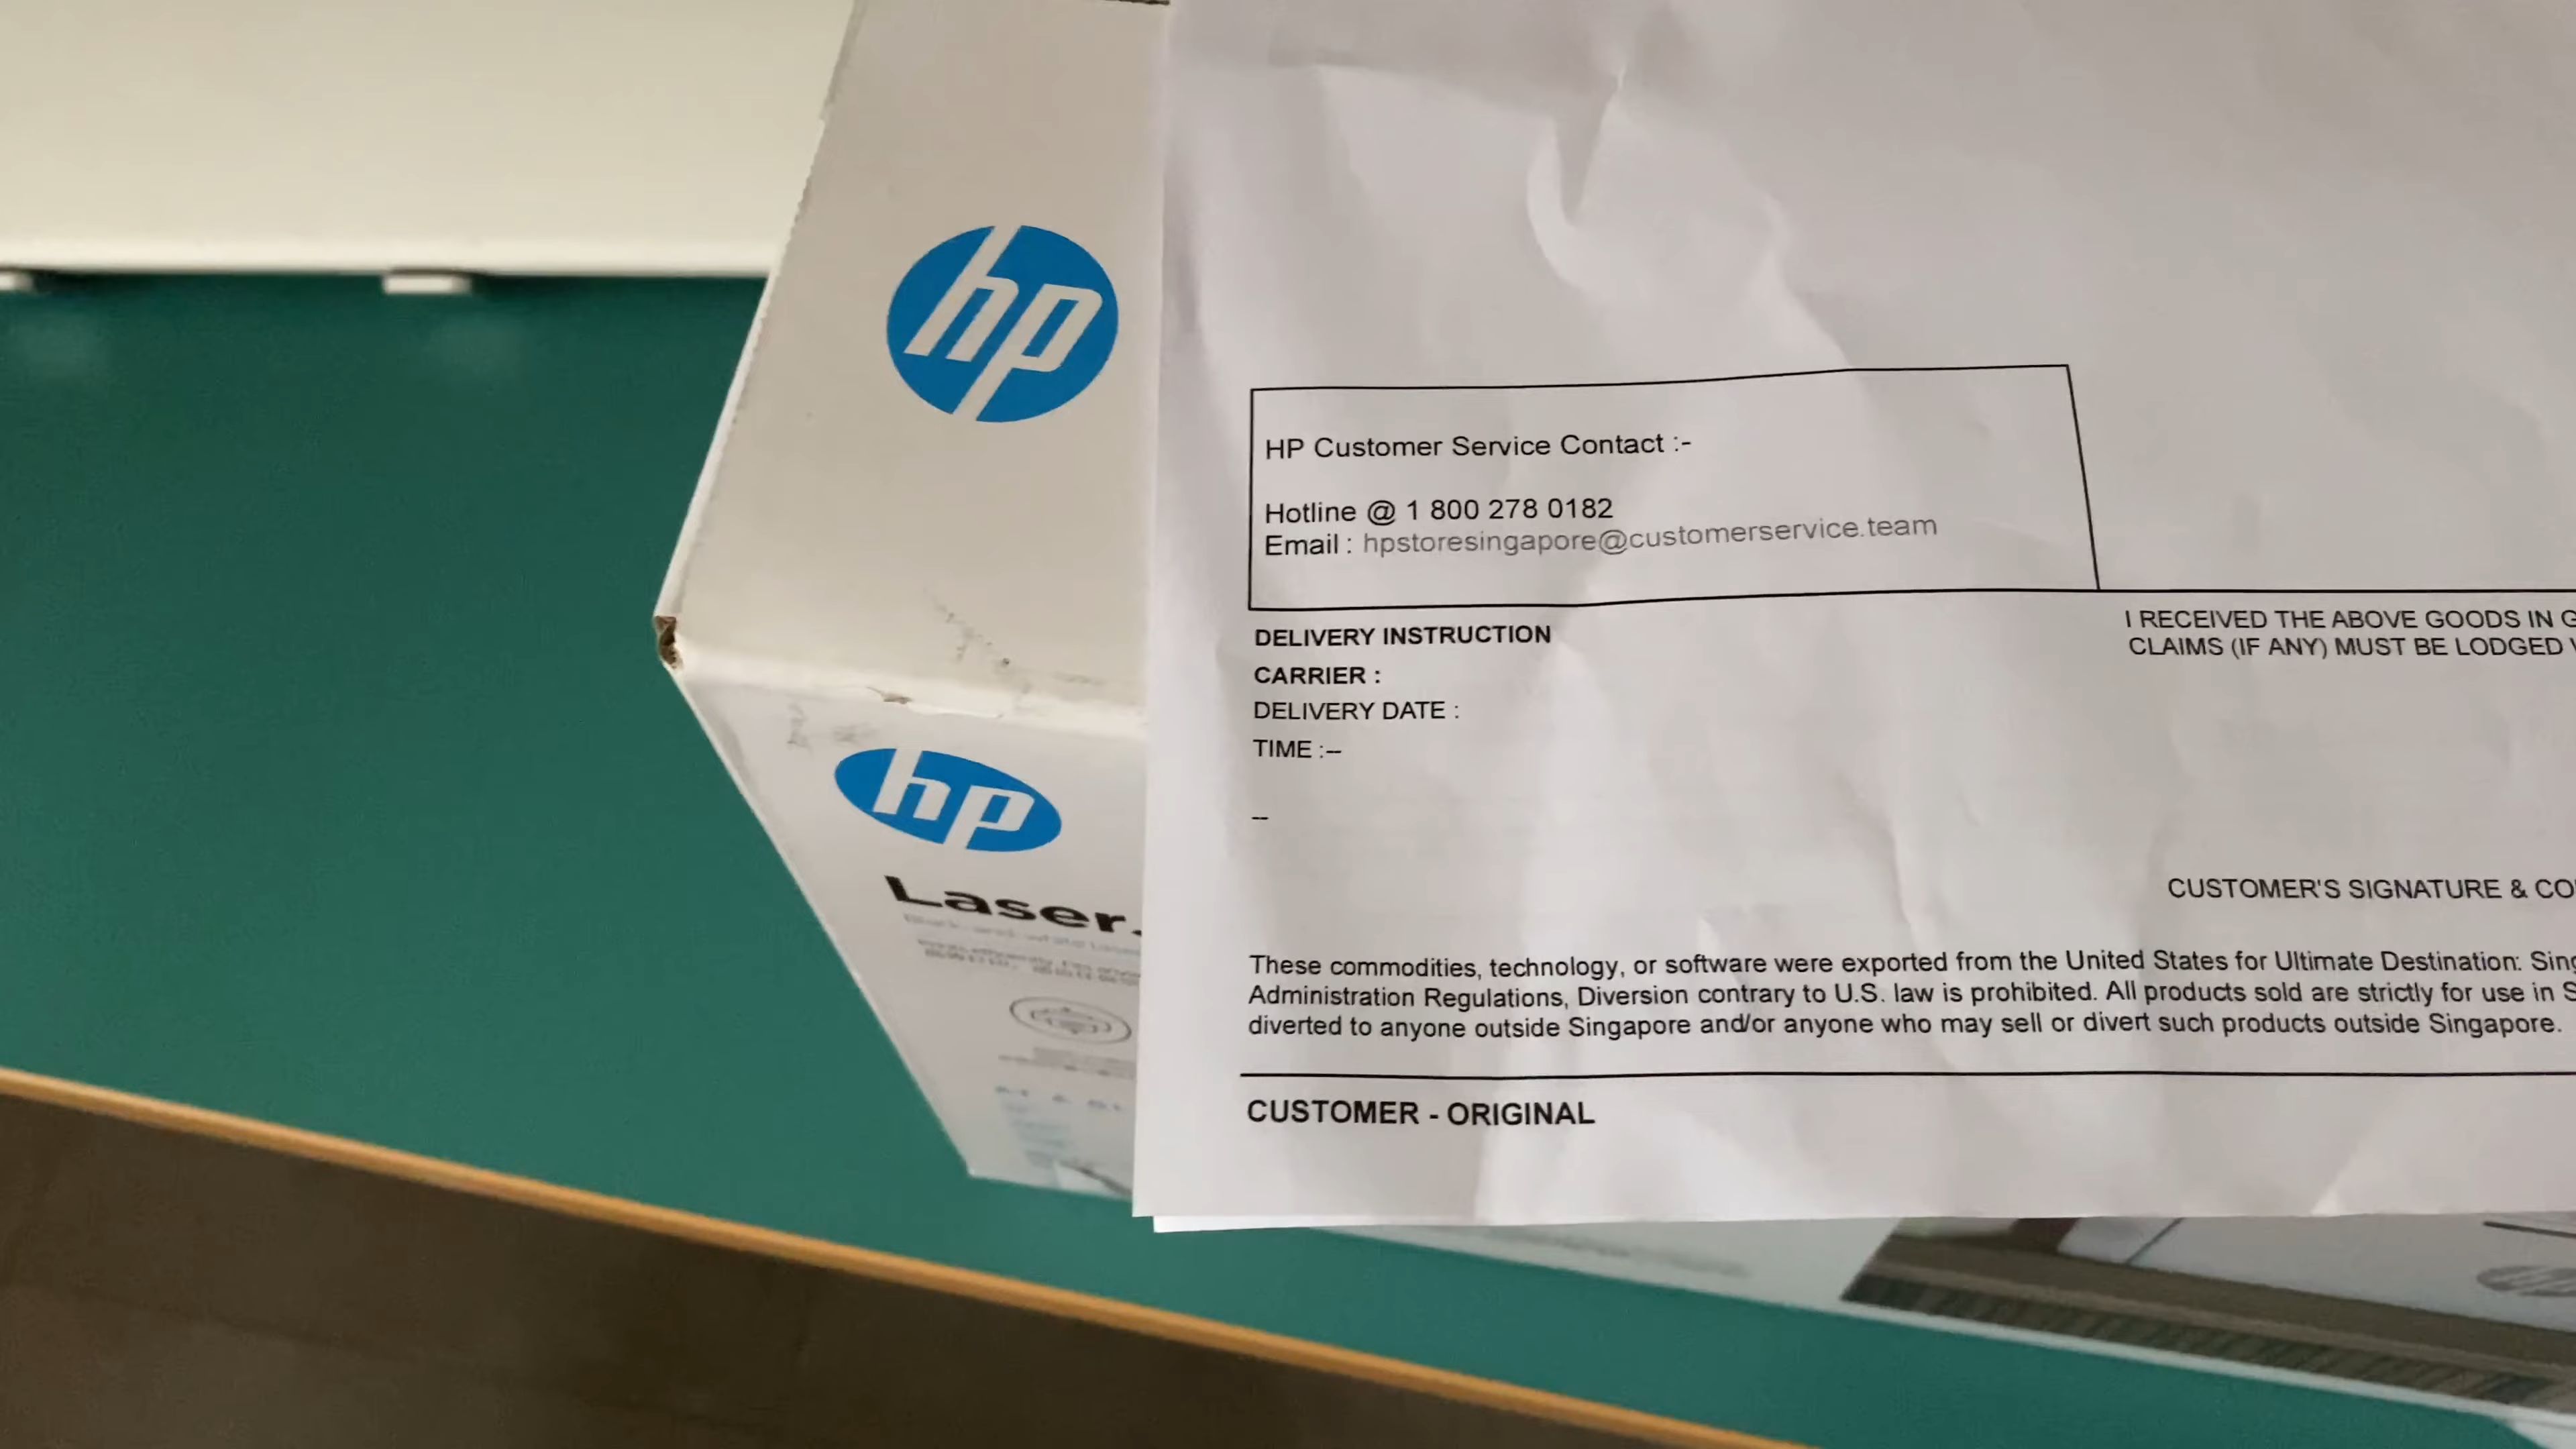 hp
HP Customer Service Contact :-
Hotline @ 1 800 278 0182
Email : hpstoresingapore@customerservice.team
I RECEIVED THE ABOVE GOODS IN
CLAIMS (IF ANY) MUST BE LODGED
DELIVERY INSTRUCTION
CARRIER :
DELIVERY DATE :
TIME :--
--
CUSTOMER'S SIGNATURE &
These commodities, technology, or software were exported from the United States for Ultimate Destination:
Administration Regulations, Diversion contrary to U.S. law is prohibited. All products sold are strictly for use in
diverted to anyone outside Singapore and/or anyone who may sell or divert such products outside Singapore.
CUSTOMER - ORIGINAL
hp
Laser